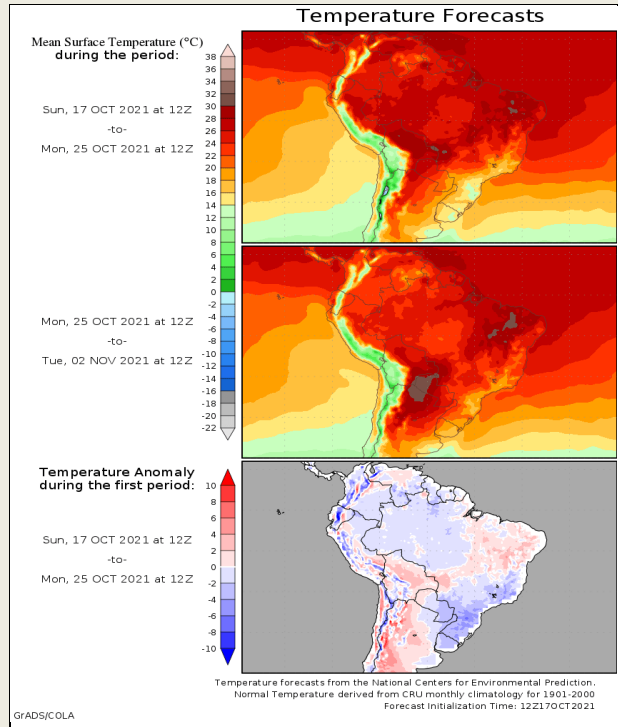 Temperature Forecasts
Mean Surface Temperature (°C)
during the period:
Sun, 17 OCT 2021 at 12Z
-to-
Mon, 25 OCT 2021 at 12Z
38
36
34
32
30
28
26
24
22
20
18
16
14
12
10
8
6
4
2
0
-2
-4
-6
-8
-10
-12
-14
-16
-18
-20
-22
Mon, 25 OCT 2021 at 12Z
-to-
Tue, 02 NOV 2021 at 12Z
Temperature Anomaly
during the first period:
Sun, 17 OCT 2021 at 12Z
-to-
Mon, 25 OCT 2021 at 12Z
10
8
6
4
2
0
-2
-4
-6
-8
-10
Temperature forecasts from the National Centers for Environmental Prediction.
Normal Temperature derived from CRU monthly climatology for 1901-2000
Forecast Initialization Time: 12Z17OCT2021
GrADS/COLA